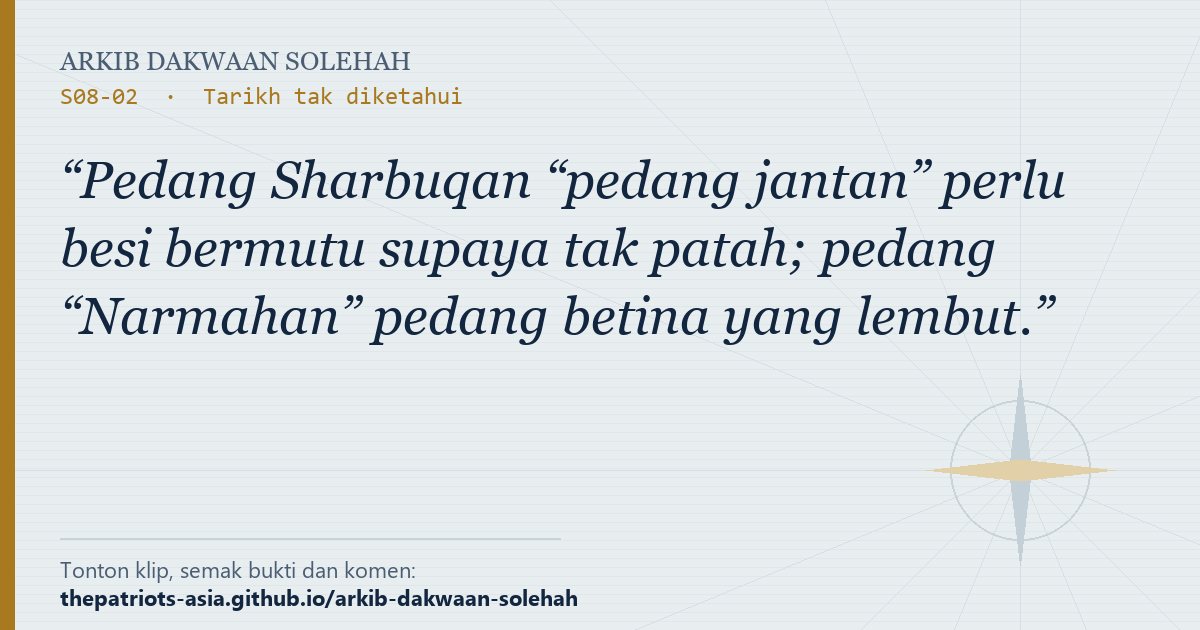 ARKIB DAKWAAN SOLEHAH
S08-02 · Tarikh tak diketahui
“Pedang Sharbuqan “pedang jantan” perlu
besi bermutu supaya tak patah; pedang
“Narmahan” pedang betina yang lembut.”
Tonton klip, semak bukti dan komen:
thepatriots-asia.github.io/arkib-dakwaan-solehah